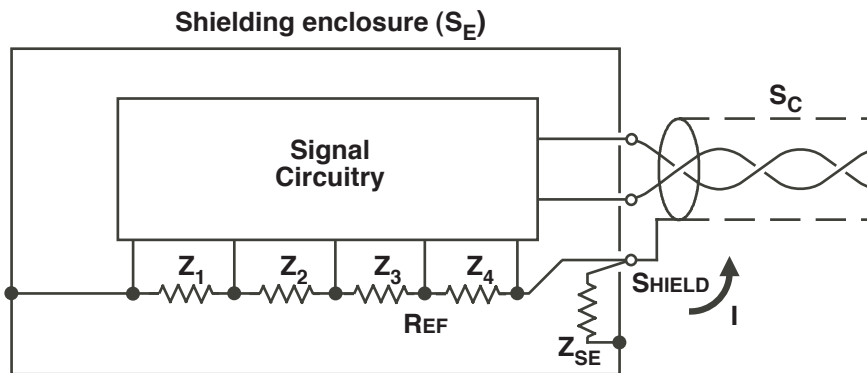 Shielding enclosure (SE)
SC
Signal
Circuitry
Z1 Z2 Z3 Z4
SHIELD
REF
I
ZSE